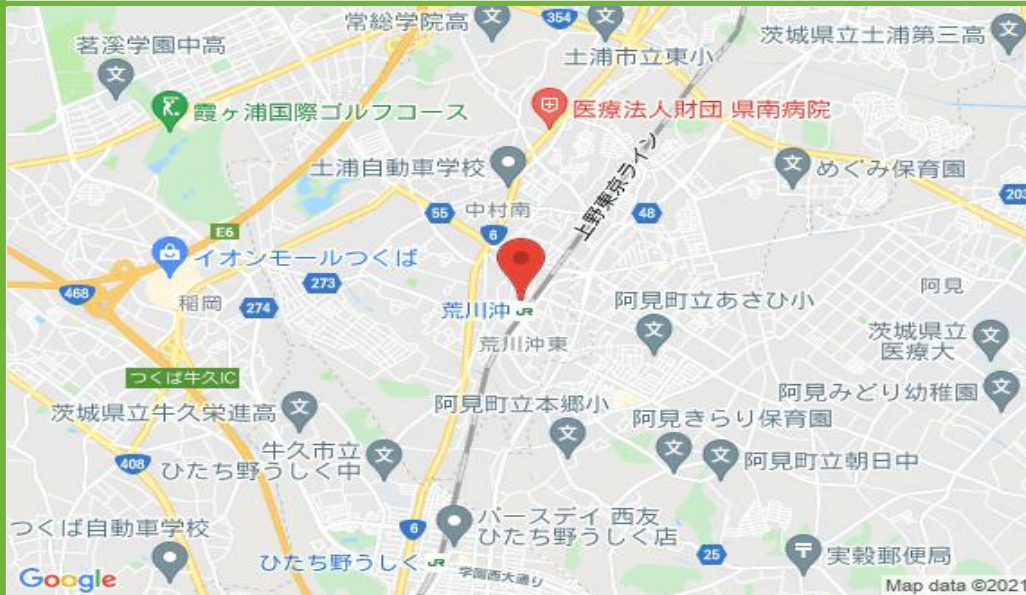 常総学院高
354
茨城県立土浦第三高
茗溪学園中高
土浦市立東小
霞ヶ浦国際ゴルフコース
医療法人財団 県南病院
土浦自動車学校
上野東京ライン
めぐみ保育園
203
中村南
55
48
6
E6
イオンモールつくば
468
稲岡
273
274
荒川沖
JR
阿見町立あさひ小
阿見
荒川沖東
茨城県立
医療大
つくば牛久IC
阿見みどり幼稚園
茨城県立牛久栄進高
阿見町立本郷小
阿見きらり保育園
牛久市立
ひたち野うしく中
408
阿見町立朝日中
つくば自動車学校
6
バースデイ 西友
ひたち野うしく店
25
実穀郵便局
ひたち野うしく
JR
学園西大通り
Google
Map data ©2021